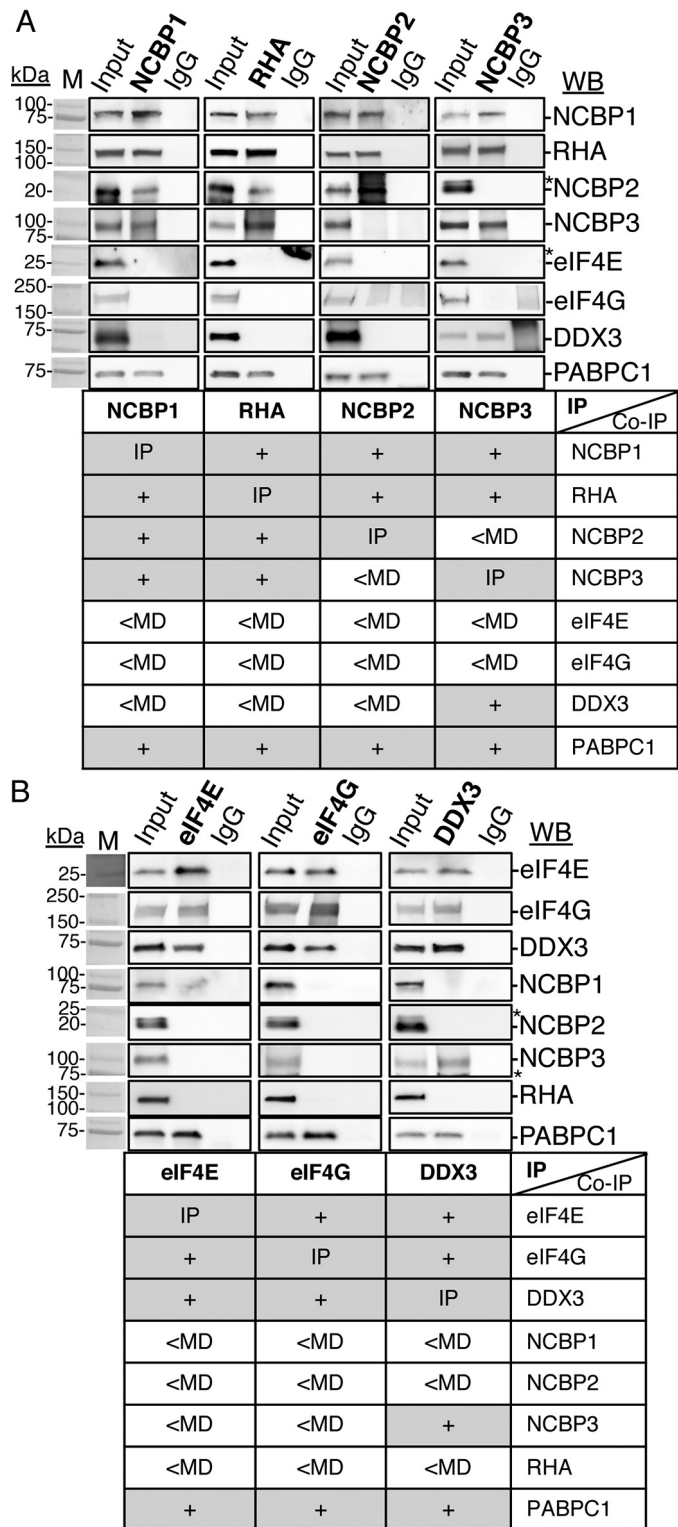 A
kDa M Input NCBP1 IgG Input RHA IgG Input NCBP2 IgG Input NCBP3 IgG WB
100-
75- -NCBP1
150-
100- -RHA
*
20- -NCBP2
100-
75- -NCBP3
*
25- -eIF4E
250-
150- -eIF4G
75- -DDX3
75- -PABPC1
NCBP1 RHA NCBP2 NCBP3 IP Co-IP
IP + + + NCBP1
+ IP + + RHA
+ + IP <MD NCBP2
+ + <MD IP NCBP3
<MD <MD <MD <MD eIF4E
<MD <MD <MD <MD eIF4G
<MD <MD <MD + DDX3
+ + + + PABPC1
B
kDa M Input eIF4E IgG Input eIF4G IgG Input DDX3 IgG WB
25- -eIF4E
250-
150- -eIF4G
75- -DDX3
100-
75- -NCBP1
25- *
20- -NCBP2
100- -NCBP3
75- *
150-
100- -RHA
75- -PABPC1
eIF4E eIF4G DDX3 IP Co-IP
IP + + eIF4E
+ IP + eIF4G
+ + IP DDX3
<MD <MD <MD NCBP1
<MD <MD <MD NCBP2
<MD <MD + NCBP3
<MD <MD <MD RHA
+ + + PABPC1